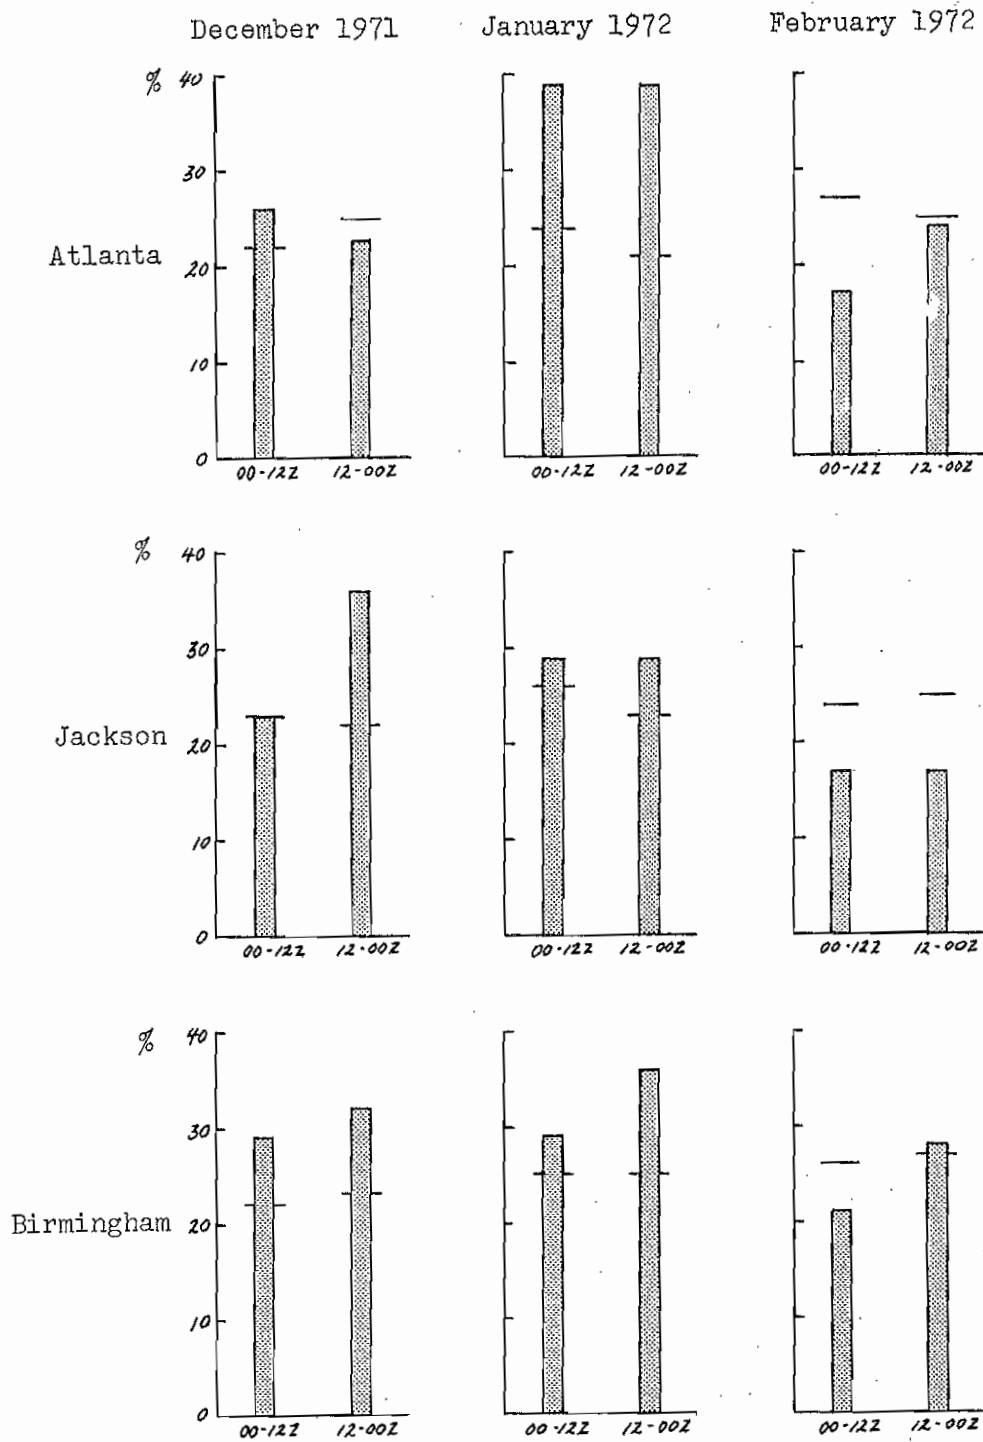 December 1971 January 1972 February 1972
% 40
30
Atlanta
20
10
0
00-12Z 12-00Z 00-12Z 12-00Z 00-12Z 12-00Z
% 40
30
Jackson 20
10
0
00-12Z 12-00Z 00-12Z 12-00Z 00-12Z 12-00Z
% 40
30
Birmingham 20
10
0
00-12Z 12-00Z 00-12Z 12-00Z 00-12Z 12-00Z